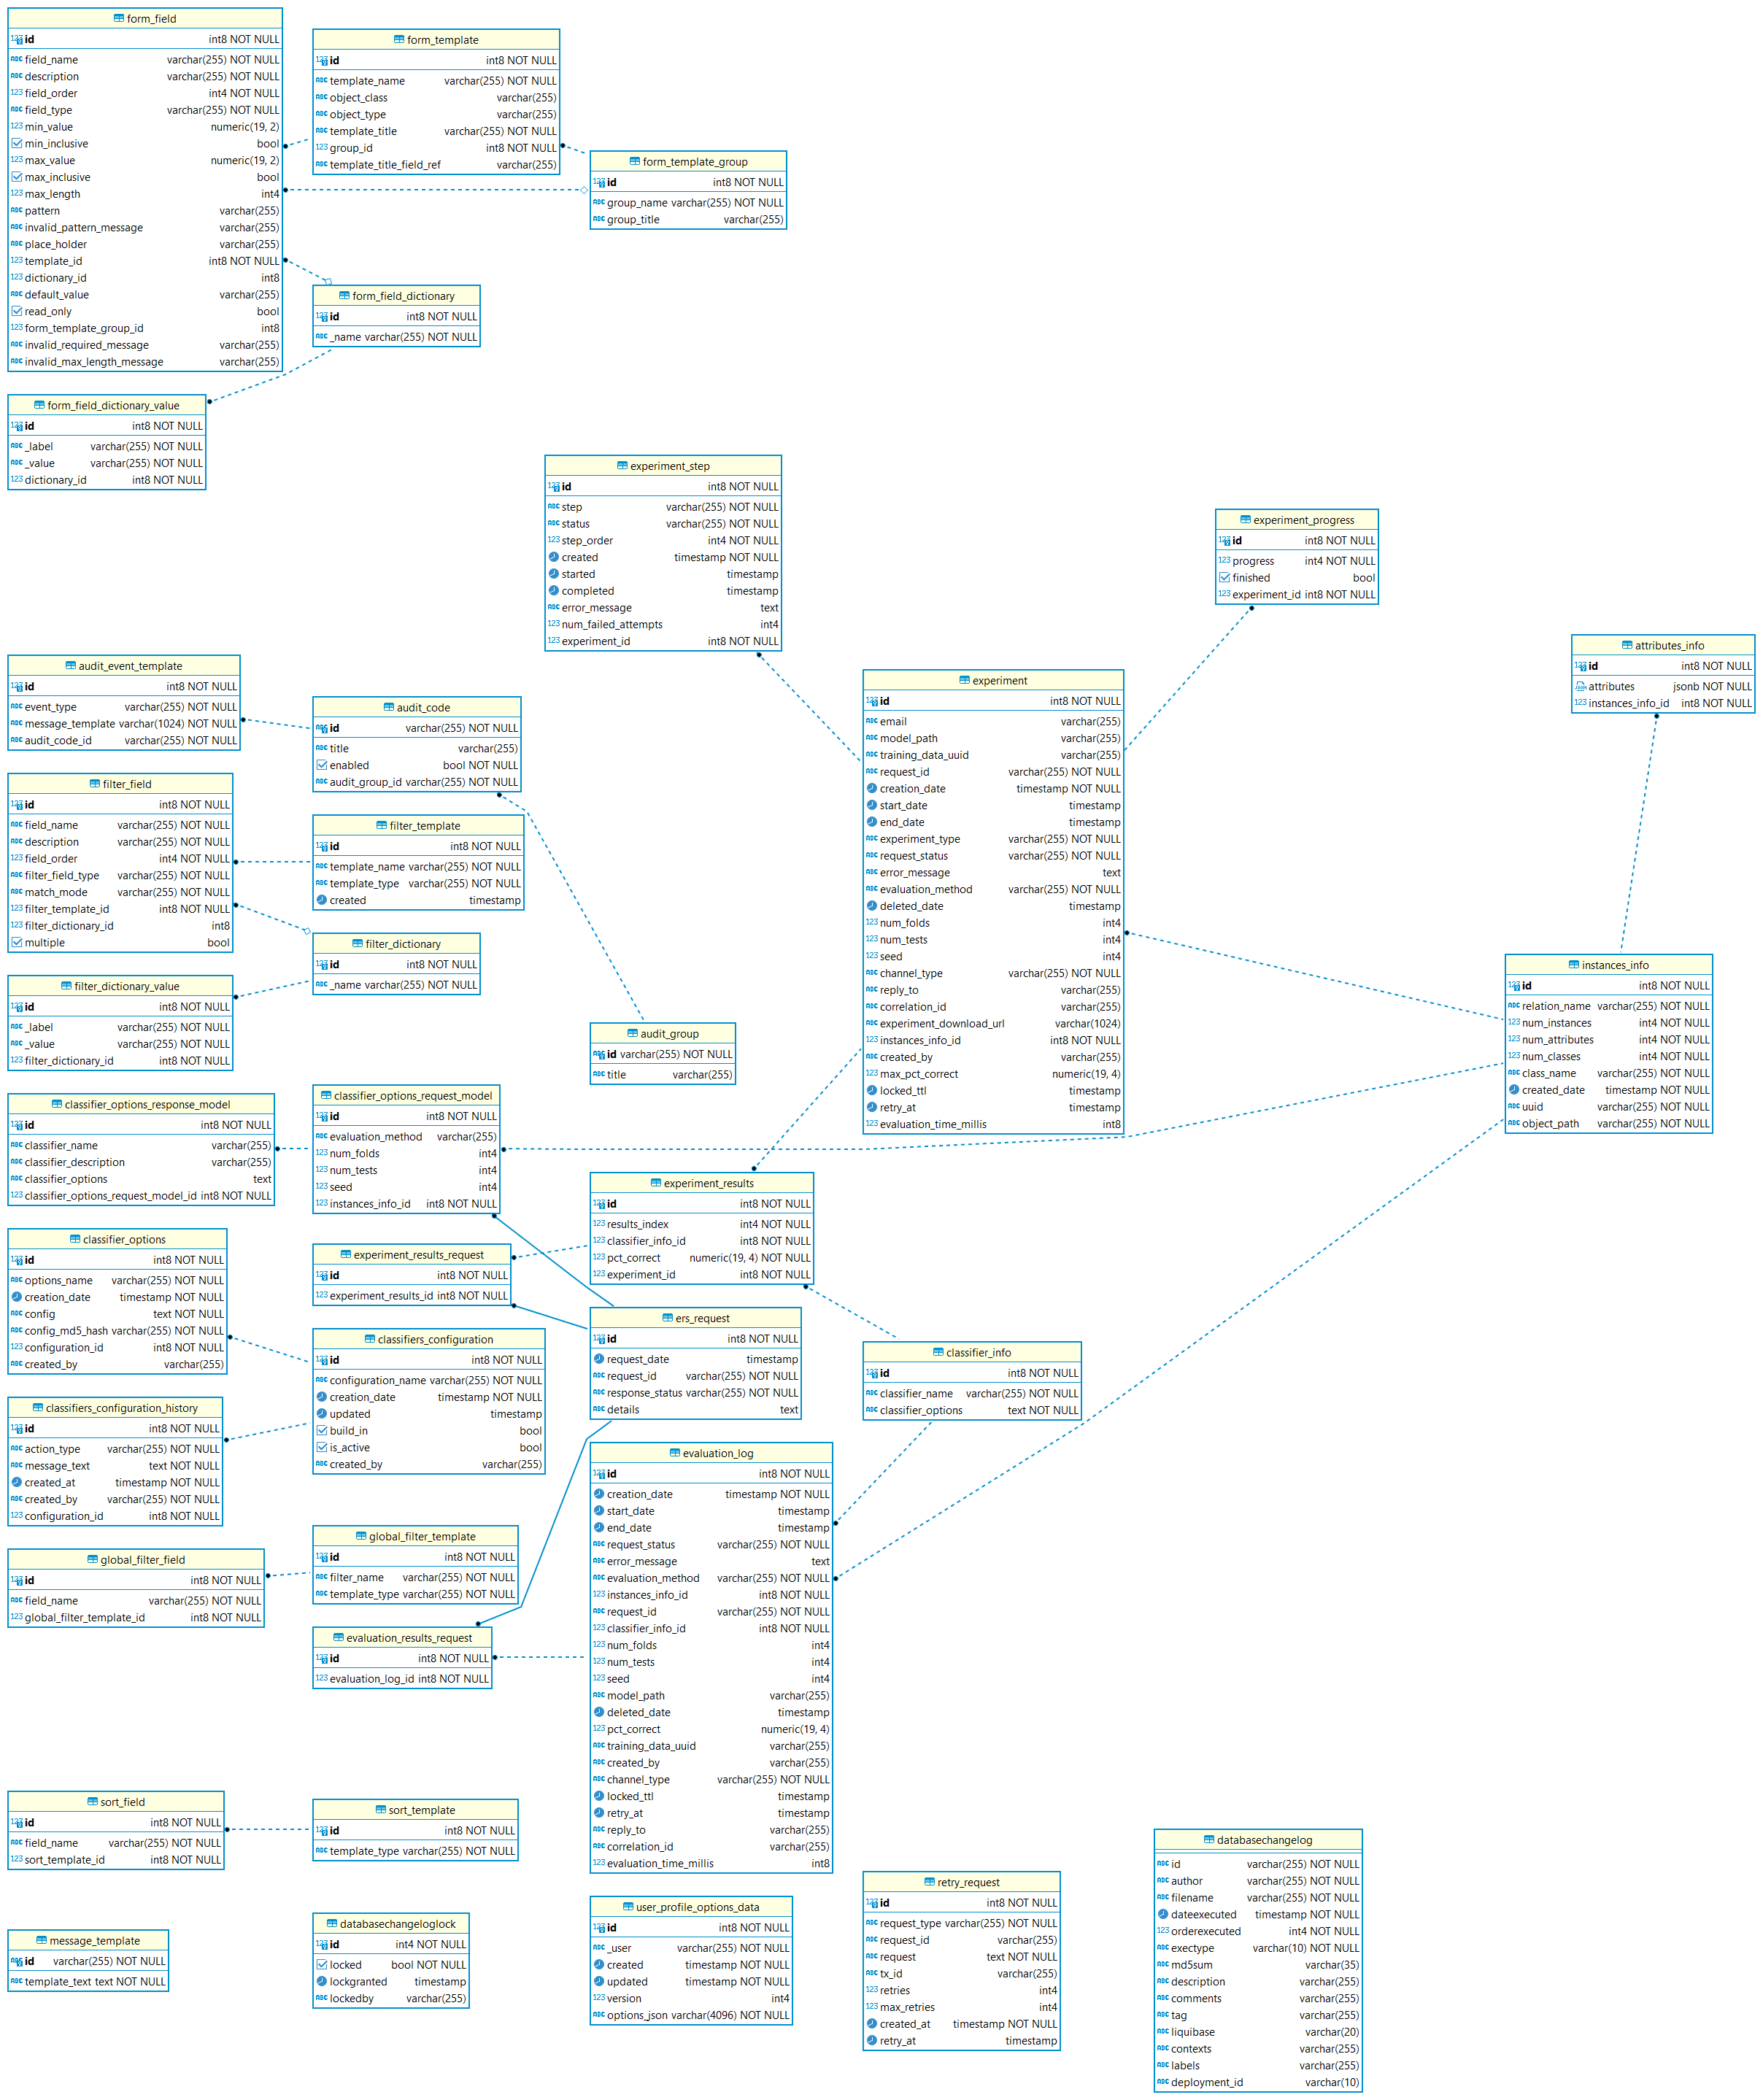 form_field
id int8 NOT NULL
field_name varchar(255) NOT NULL
description varchar(255) NOT NULL
field_order int4 NOT NULL
field_type varchar(255) NOT NULL
min_value numeric(19, 2)
min_inclusive bool
max_value numeric(19, 2)
max_inclusive bool
max_length int4
pattern varchar(255)
invalid_pattern_message varchar(255)
place_holder varchar(255)
template_id int8 NOT NULL
dictionary_id int8
default_value varchar(255)
read_only bool
form_template_group_id int8
invalid_required_message varchar(255)
invalid_max_length_message varchar(255)
form_template
id int8 NOT NULL
template_name varchar(255) NOT NULL
object_class varchar(255)
object_type varchar(255)
template_title varchar(255) NOT NULL
group_id int8 NOT NULL
template_title_field_ref varchar(255)
form_template_group
id int8 NOT NULL
group_name varchar(255) NOT NULL
group_title varchar(255)
form_field_dictionary
id int8 NOT NULL
_name varchar(255) NOT NULL
form_field_dictionary_value
id int8 NOT NULL
_label varchar(255) NOT NULL
_value varchar(255) NOT NULL
dictionary_id int8 NOT NULL
experiment_step
id int8 NOT NULL
step varchar(255) NOT NULL
status varchar(255) NOT NULL
step_order int4 NOT NULL
created timestamp NOT NULL
started timestamp
completed timestamp
error_message text
num_failed_attempts int4
experiment_id int8 NOT NULL
experiment_progress
id int8 NOT NULL
progress int4 NOT NULL
finished bool
experiment_id int8 NOT NULL
attributes_info
id int8 NOT NULL
attributes jsonb NOT NULL
instances_info_id int8 NOT NULL
audit_event_template
id int8 NOT NULL
event_type varchar(255) NOT NULL
message_template varchar(1024) NOT NULL
audit_code_id varchar(255) NOT NULL
audit_code
id varchar(255) NOT NULL
title varchar(255)
enabled bool NOT NULL
audit_group_id varchar(255) NOT NULL
experiment
id int8 NOT NULL
email varchar(255)
model_path varchar(255)
training_data_uuid varchar(255)
request_id varchar(255) NOT NULL
creation_date timestamp NOT NULL
start_date timestamp
end_date timestamp
experiment_type varchar(255) NOT NULL
request_status varchar(255) NOT NULL
error_message text
evaluation_method varchar(255) NOT NULL
deleted_date timestamp
num_folds int4
num_tests int4
seed int4
channel_type varchar(255) NOT NULL
reply_to varchar(255)
correlation_id varchar(255)
experiment_download_url varchar(1024)
instances_info_id int8 NOT NULL
created_by varchar(255)
max_pct_correct numeric(19, 4)
locked_ttl timestamp
retry_at timestamp
evaluation_time_millis int8
filter_field
id int8 NOT NULL
field_name varchar(255) NOT NULL
description varchar(255) NOT NULL
field_order int4 NOT NULL
filter_field_type varchar(255) NOT NULL
match_mode varchar(255) NOT NULL
filter_template_id int8 NOT NULL
filter_dictionary_id int8
multiple bool
filter_template
id int8 NOT NULL
template_name varchar(255) NOT NULL
template_type varchar(255) NOT NULL
created timestamp
filter_dictionary
id int8 NOT NULL
_name varchar(255) NOT NULL
filter_dictionary_value
id int8 NOT NULL
_label varchar(255) NOT NULL
_value varchar(255) NOT NULL
filter_dictionary_id int8 NOT NULL
audit_group
id varchar(255) NOT NULL
title varchar(255)
instances_info
id int8 NOT NULL
relation_name varchar(255) NOT NULL
num_instances int4 NOT NULL
num_attributes int4 NOT NULL
num_classes int4 NOT NULL
class_name varchar(255) NOT NULL
created_date timestamp NOT NULL
uuid varchar(255) NOT NULL
object_path varchar(255) NOT NULL
classifier_options_response_model
id int8 NOT NULL
classifier_name varchar(255)
classifier_description varchar(255)
classifier_options text
classifier_options_request_model_id int8 NOT NULL
classifier_options_request_model
id int8 NOT NULL
evaluation_method varchar(255)
num_folds int4
num_tests int4
seed int4
instances_info_id int8 NOT NULL
experiment_results
id int8 NOT NULL
results_index int4 NOT NULL
classifier_info_id int8 NOT NULL
pct_correct numeric(19, 4) NOT NULL
experiment_id int8 NOT NULL
classifier_options
id int8 NOT NULL
options_name varchar(255) NOT NULL
creation_date timestamp NOT NULL
config text NOT NULL
config_md5_hash varchar(255) NOT NULL
configuration_id int8 NOT NULL
created_by varchar(255)
experiment_results_request
id int8 NOT NULL
experiment_results_id int8 NOT NULL
ers_request
id int8 NOT NULL
request_date timestamp
request_id varchar(255) NOT NULL
response_status varchar(255) NOT NULL
details text
classifiers_configuration
id int8 NOT NULL
configuration_name varchar(255) NOT NULL
creation_date timestamp NOT NULL
updated timestamp
build_in bool
is_active bool
created_by varchar(255)
classifier_info
id int8 NOT NULL
classifier_name varchar(255) NOT NULL
classifier_options text NOT NULL
classifiers_configuration_history
id int8 NOT NULL
action_type varchar(255) NOT NULL
message_text text NOT NULL
created_at timestamp NOT NULL
created_by varchar(255) NOT NULL
configuration_id int8 NOT NULL
evaluation_log
id int8 NOT NULL
creation_date timestamp NOT NULL
start_date timestamp
end_date timestamp
request_status varchar(255) NOT NULL
error_message text
evaluation_method varchar(255) NOT NULL
instances_info_id int8 NOT NULL
request_id varchar(255) NOT NULL
classifier_info_id int8 NOT NULL
num_folds int4
num_tests int4
seed int4
model_path varchar(255)
deleted_date timestamp
pct_correct numeric(19, 4)
training_data_uuid varchar(255)
created_by varchar(255)
channel_type varchar(255) NOT NULL
locked_ttl timestamp
retry_at timestamp
reply_to varchar(255)
correlation_id varchar(255)
evaluation_time_millis int8
global_filter_template
id int8 NOT NULL
filter_name varchar(255) NOT NULL
template_type varchar(255) NOT NULL
global_filter_field
id int8 NOT NULL
field_name varchar(255) NOT NULL
global_filter_template_id int8 NOT NULL
evaluation_results_request
id int8 NOT NULL
evaluation_log_id int8 NOT NULL
sort_field
id int8 NOT NULL
field_name varchar(255) NOT NULL
sort_template_id int8 NOT NULL
sort_template
id int8 NOT NULL
template_type varchar(255) NOT NULL
message_template
id varchar(255) NOT NULL
template_text text NOT NULL
databasechangeloglock
id int4 NOT NULL
locked bool NOT NULL
lockgranted timestamp
lockedby varchar(255)
user_profile_options_data
id int8 NOT NULL
_user varchar(255) NOT NULL
created timestamp NOT NULL
updated timestamp NOT NULL
version int4
options_json varchar(4096) NOT NULL
retry_request
id int8 NOT NULL
request_type varchar(255) NOT NULL
request_id varchar(255)
request text NOT NULL
tx_id varchar(255)
retries int4
max_retries int4
created_at timestamp NOT NULL
retry_at timestamp
databasechangelog
id varchar(255) NOT NULL
author varchar(255) NOT NULL
filename varchar(255) NOT NULL
dateexecuted timestamp NOT NULL
orderexecuted int4 NOT NULL
exectype varchar(10) NOT NULL
md5sum varchar(35)
description varchar(255)
comments varchar(255)
tag varchar(255)
liquibase varchar(20)
contexts varchar(255)
labels varchar(255)
deployment_id varchar(10)